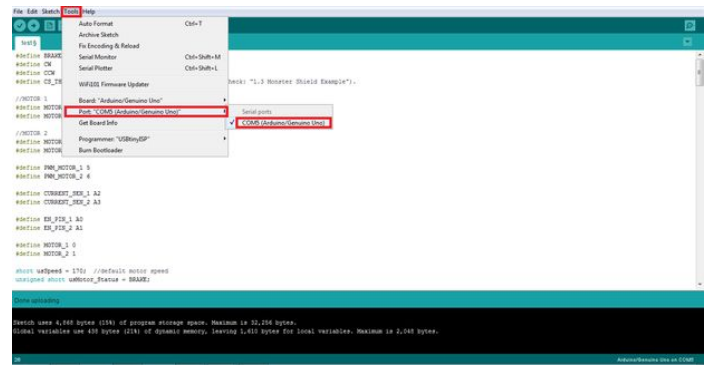 File Edit Sketch Tools Help
test§
Auto Format Ctrl+T
Archive Sketch
Fix Encoding & Reload
Serial Monitor Ctrl+Shift+M
Serial Plotter Ctrl+Shift+L
WiFi101 Firmware Updater
Board: "Arduino/Genuino Uno"
Port: "COM5 (Arduino/Genuino Uno)"
Get Board Info
Programmer: "USBtinyISP"
Burn Bootloader
Serial ports
COM5 (Arduino/Genuino Uno)
#define BRAKE
#define CW
#define CCW
#define CS_TH
heck: "1.3 Monster Shield Example").
//MOTOR 1
#define MOTOR
#define MOTOR
//MOTOR 2
#define MOTOR
#define MOTOR
#define PWM_MOTOR_1 5
#define PWM_MOTOR_2 6
#define CURRENT_SEN_1 A2
#define CURRENT_SEN_2 A3
#define EN_PIN_1 A0
#define EN_PIN_2 A1
#define MOTOR_1 0
#define MOTOR_2 1
short usSpeed = 170; //default motor speed
unsigned short usMotor_Status = BRAKE;
Done uploading.
Sketch uses 4,868 bytes (15%) of program storage space. Maximum is 32,256 bytes.
Global variables use 438 bytes (21%) of dynamic memory, leaving 1,610 bytes for local variables. Maximum is 2,048 bytes.
Arduino/Genuino Uno on COM5